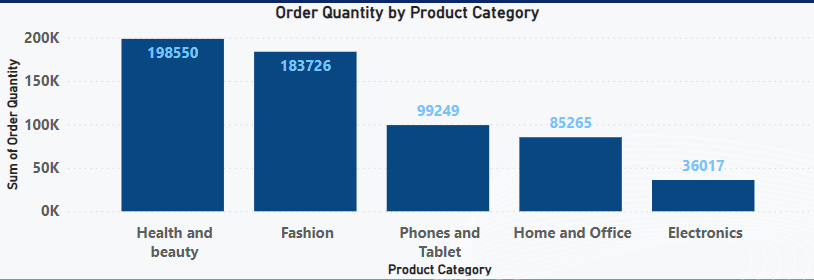 Order Quantity by Product Category
Sum of Order Quantity
200K
150K
100K
50K
0K
198550
183726
99249
85265
36017
Health and
beauty
Fashion
Phones and
Tablet
Home and Office
Electronics
Product Category